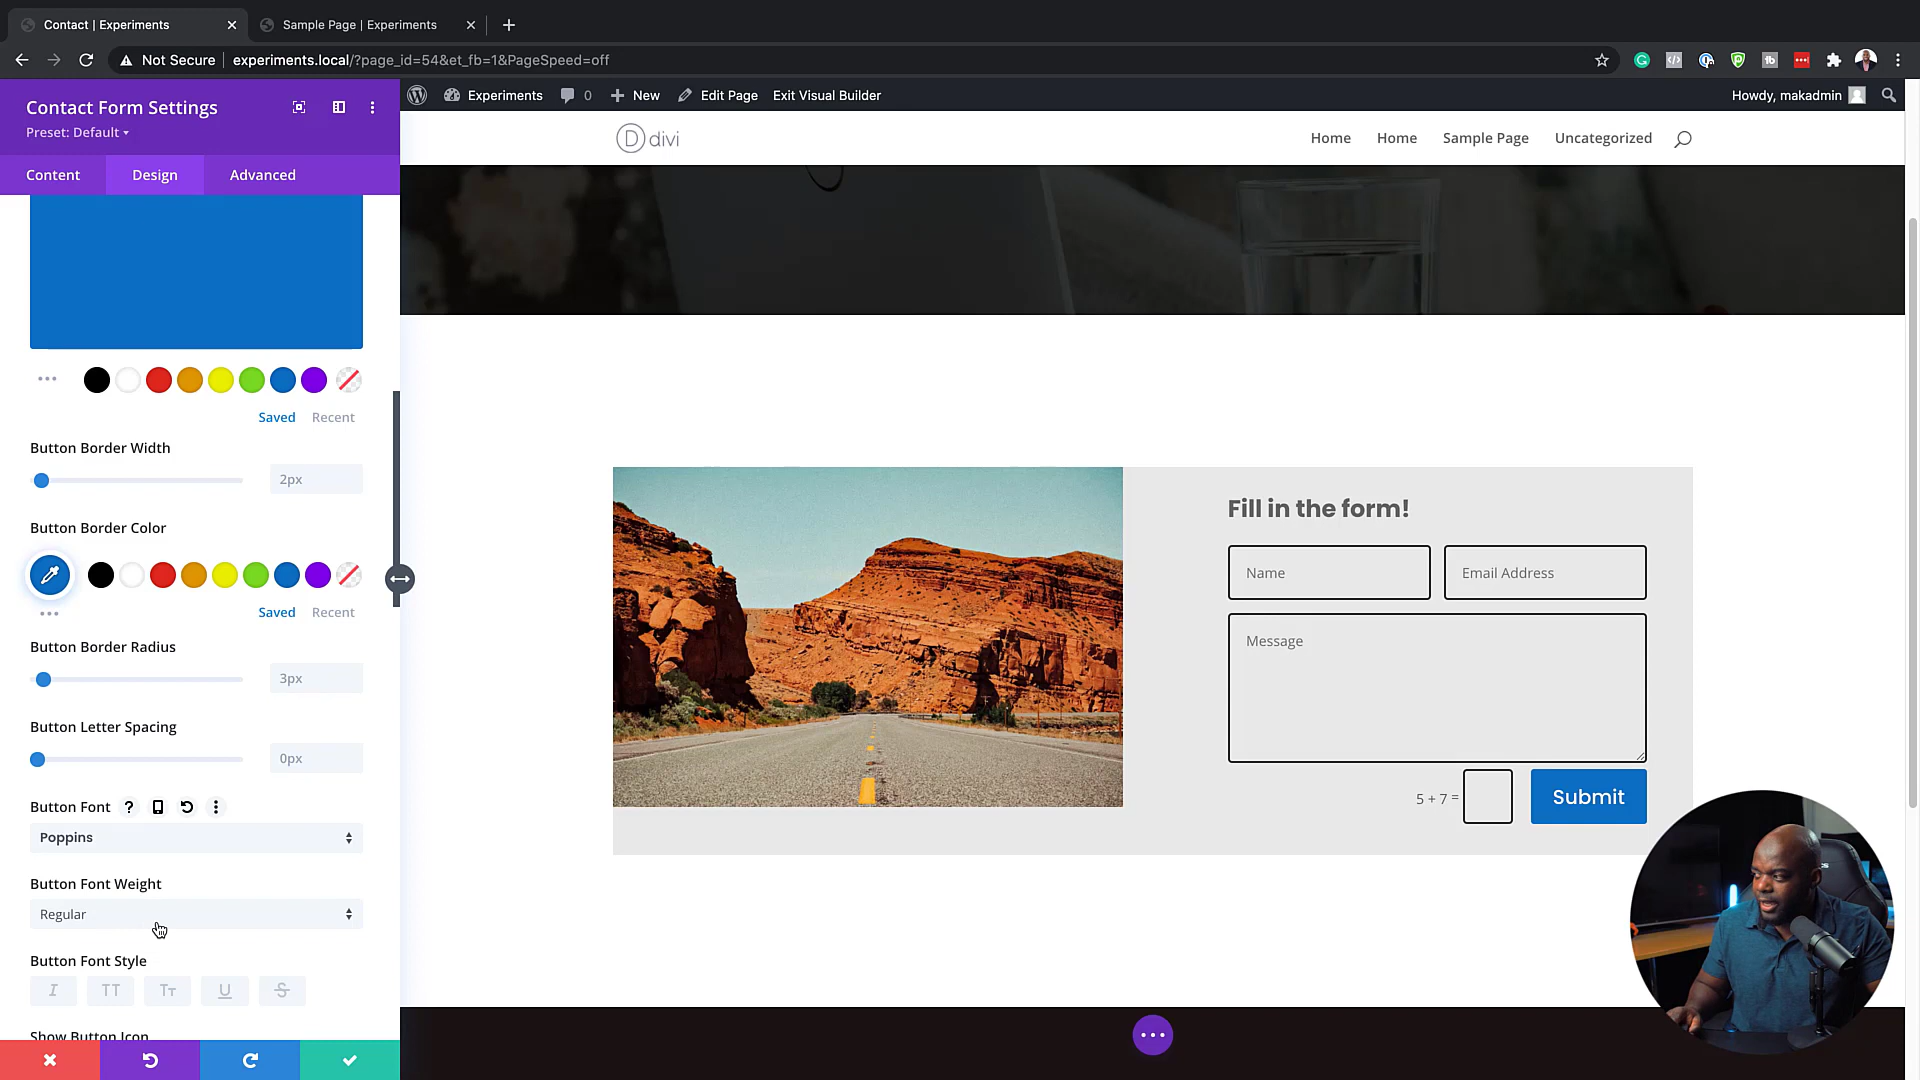 Contact | Experiments
Sample Page | Experiments
Not Secure
experiments.local/?page_id=54&et_fb=1&PageSpeed=off
Contact Form Settings
Preset: Default
Content
Design
Advanced
Saved
Recent
Button Border Width
2px
Button Border Color
Saved
Recent
Button Border Radius
3px
Button Letter Spacing
0px
Button Font
?
Poppins
Button Font Weight
Regular
Button Font Style
I
TT
Tт
U
S
Show Button Icon
Experiments
0
New
Edit Page
Exit Visual Builder
Howdy, makadmin
D divi
Home
Home
Sample Page
Uncategorized
Fill in the form!
Name
Email Address
Message
5 + 7 =
Submit